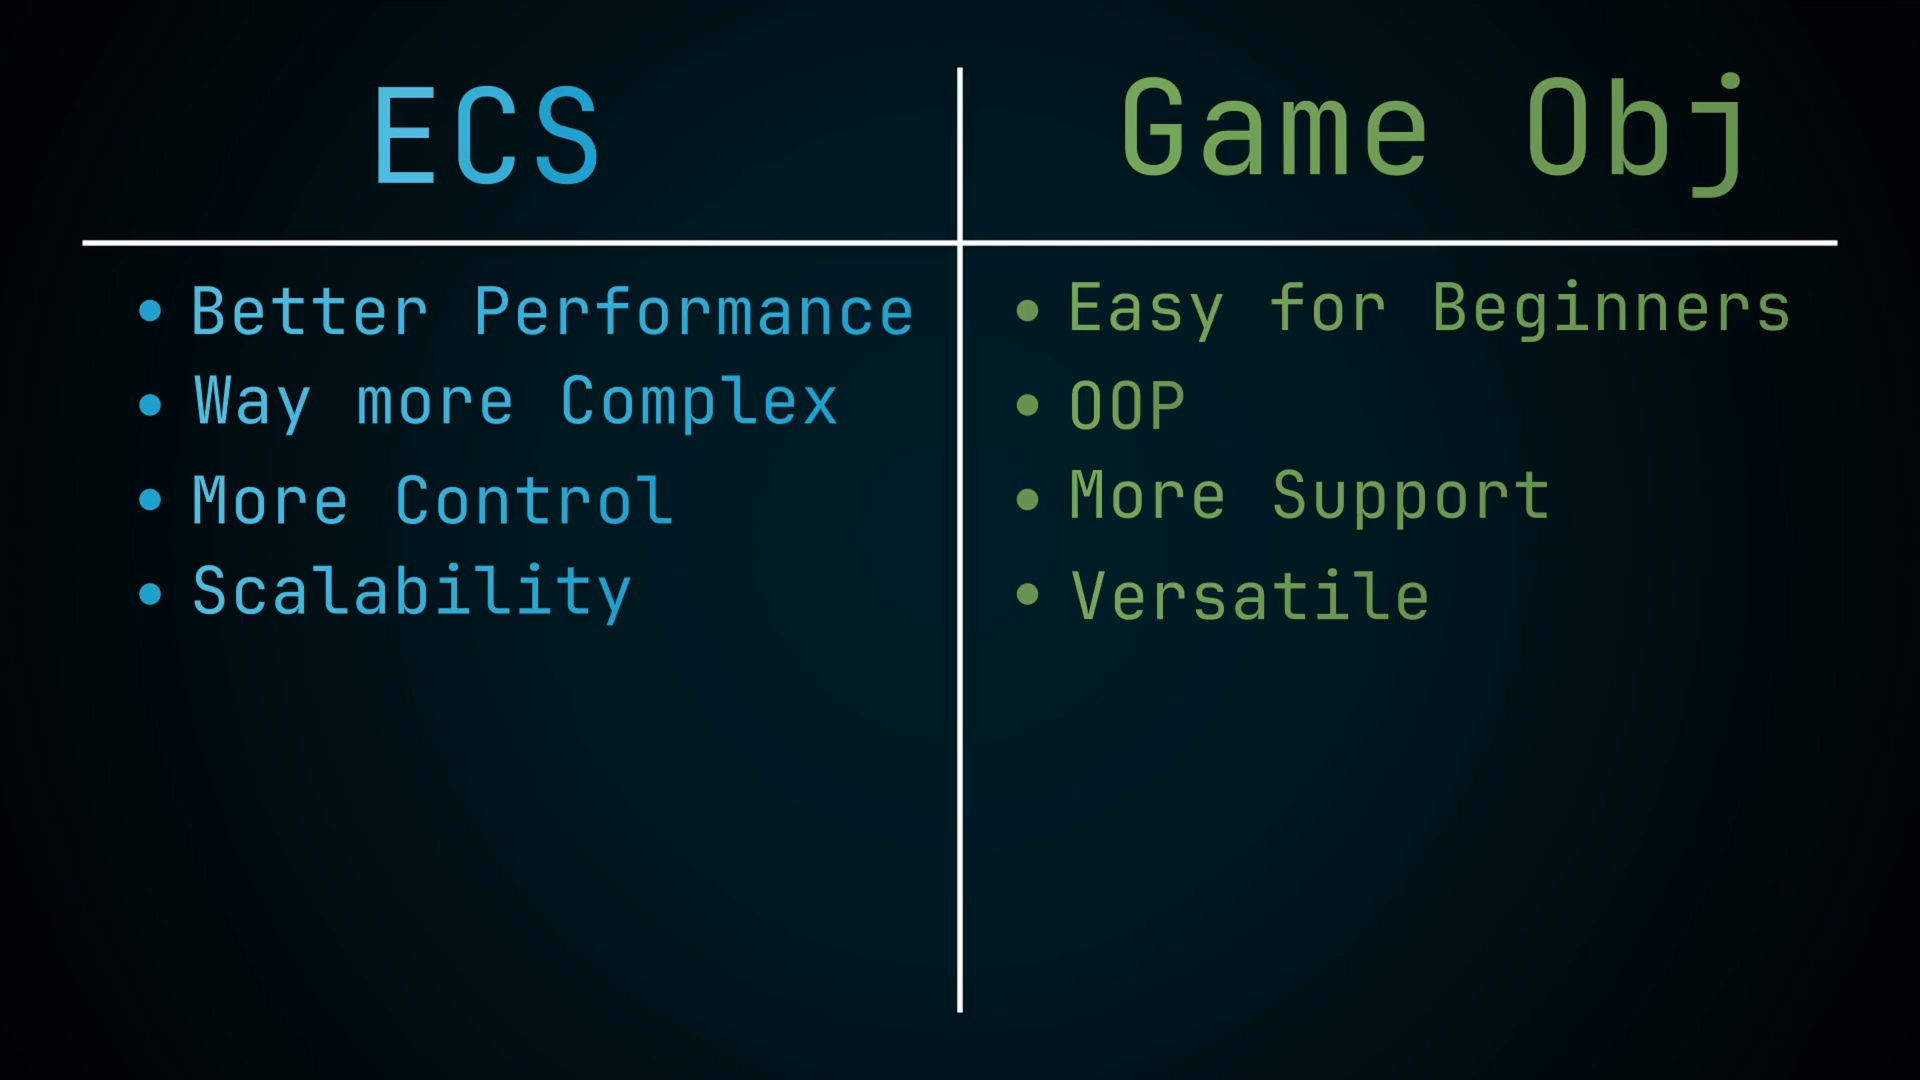 ECS
Game Obj
Better Performance
Way more Complex
More Control
Scalability
Easy for Beginners
OOP
More Support
Versatile